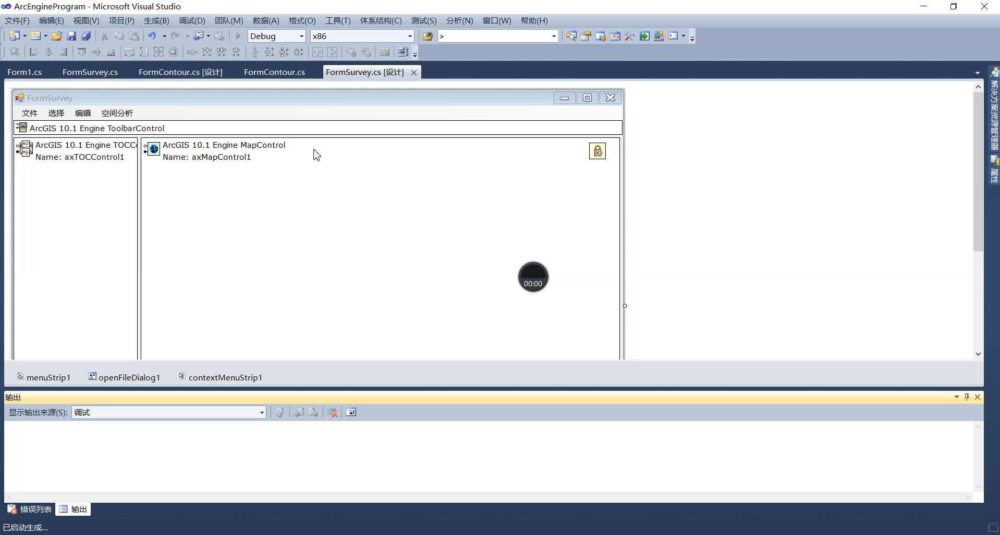 ArcEngineProgram - Microsoft Visual Studio
文件(F) 编辑(E) 视图(V) 项目(P) 生成(B) 调试(D) 团队(M) 数据(A) 格式(O) 工具(T) 体系结构(C) 测试(S) 分析(N) 窗口(W) 帮助(H)
Debug x86 >
Form1.cs FormSurvey.cs FormContour.cs [设计] FormContour.cs FormSurvey.cs [设计]
FormSurvey
文件 选择 编辑 空间分析
ArcGIS 10.1 Engine ToolbarControl
ArcGIS 10.1 Engine TOCC
Name: axTOCControl1
ArcGIS 10.1 Engine MapControl
Name: axMapControl1
00:00
menuStrip1 openFileDialog1 contextMenuStrip1
解决方案资源管理器
属性
输出
显示输出来源(S): 调试
错误列表 输出
已启动生成...